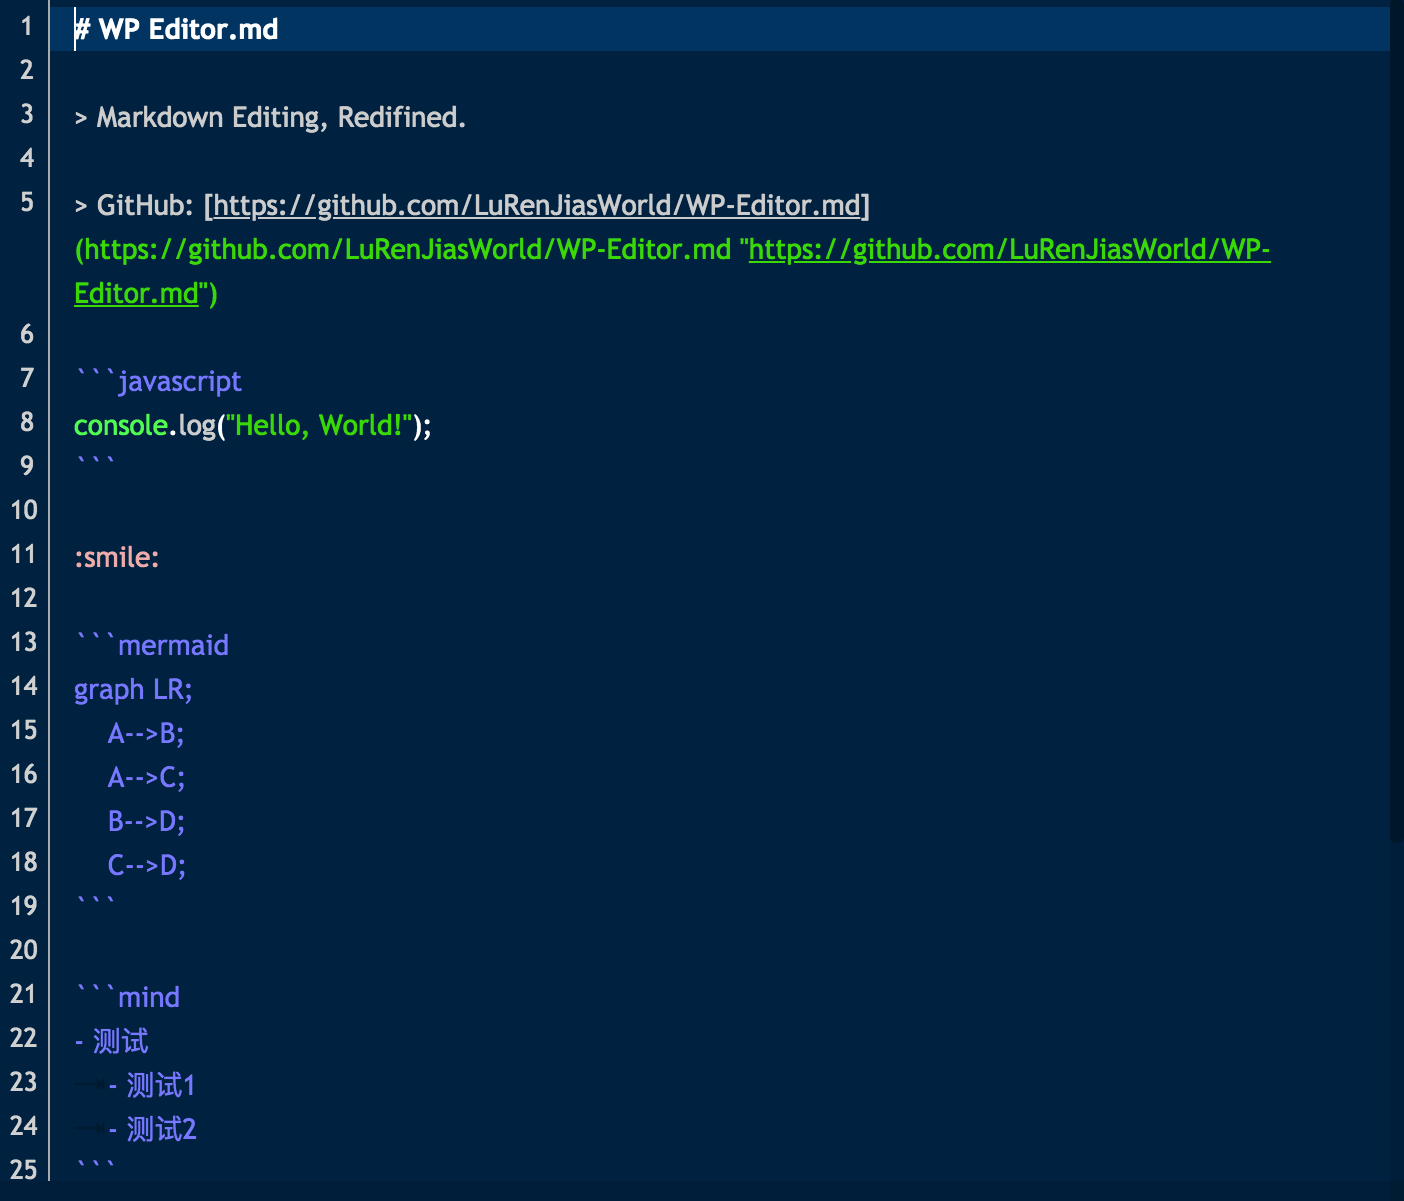 1 # WP Editor.md
2
3 > Markdown Editing, Redifined.
4
5 > GitHub: [https://github.com/LuRenJiasWorld/WP-Editor.md]
(https://github.com/LuRenJiasWorld/WP-Editor.md "https://github.com/LuRenJiasWorld/WP-
Editor.md")
6
7 ```javascript
8 console.log("Hello, World!");
9 ```
10
11 :smile:
12
13 ```mermaid
14 graph LR;
15     A-->B;
16     A-->C;
17     B-->D;
18     C-->D;
19 ```
20
21 ```mind
22 - 测试
23     - 测试1
24     - 测试2
25 ```